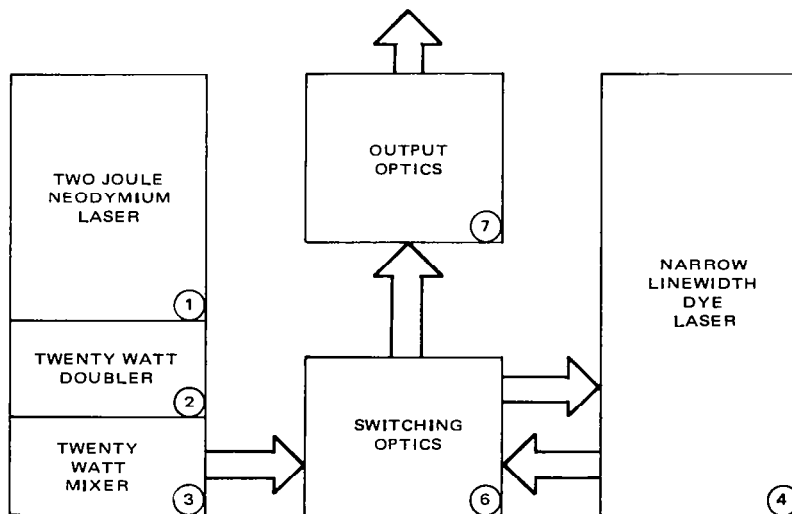 TWO JOULE
NEODYMIUM
LASER
1
TWENTY WATT
DOUBLER
2
TWENTY
WATT
MIXER
3
OUTPUT
OPTICS
7
SWITCHING
OPTICS
6
NARROW
LINEWIDTH
DYE
LASER
4